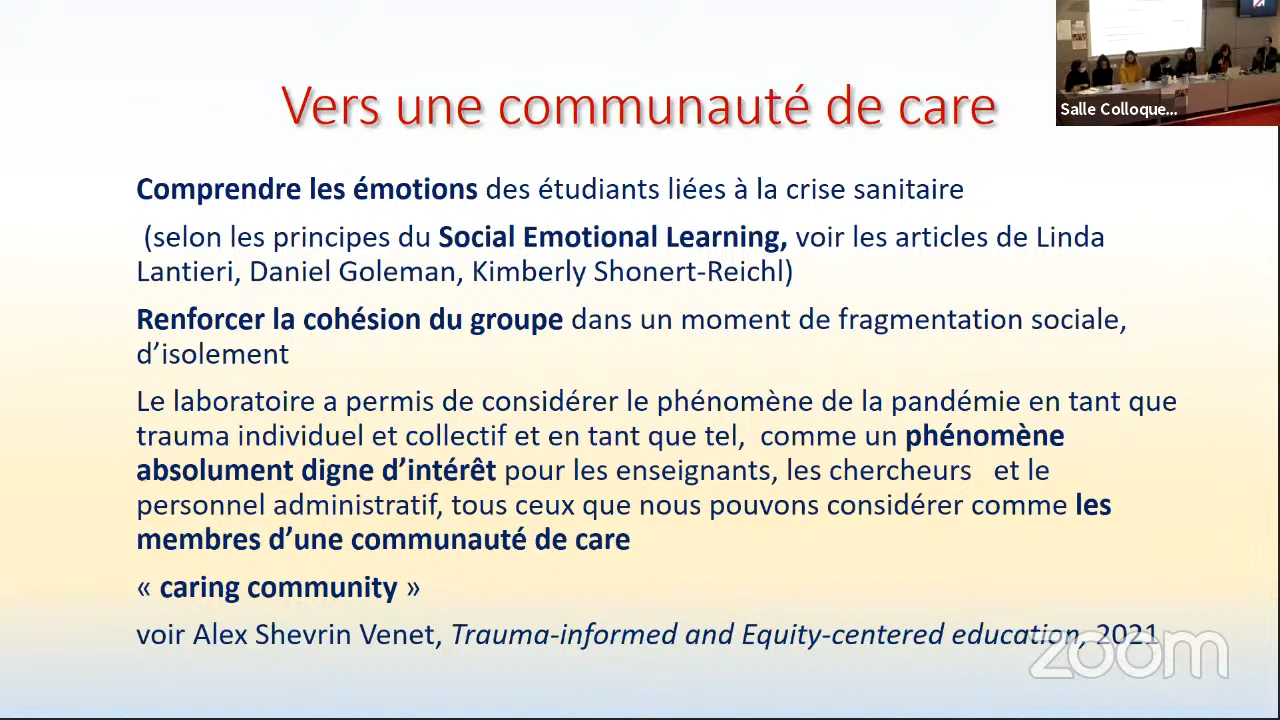 Vers une communauté de care
Salle Colloque...
Comprendre les émotions des étudiants liées à la crise sanitaire
(selon les principes du Social Emotional Learning, voir les articles de Linda
Lantieri, Daniel Goleman, Kimberly Shonert-Reichl)
Renforcer la cohésion du groupe dans un moment de fragmentation sociale,
d’isolement
Le laboratoire a permis de considérer le phénomène de la pandémie en tant que
trauma individuel et collectif et en tant que tel, comme un phénomène
absolument digne d’intérêt pour les enseignants, les chercheurs et le
personnel administratif, tous ceux que nous pouvons considérer comme les
membres d’une communauté de care
« caring community »
voir Alex Shevrin Venet, Trauma-informed and Equity-centered education, 2021
zoom